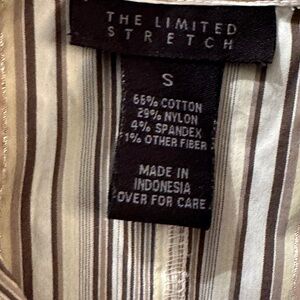 THE LIMITED
STRETCH
S
66% COTTON
29% NYLON
4% SPANDEX
1% OTHER FIBER
MADE IN
INDONESIA
OVER FOR CARE